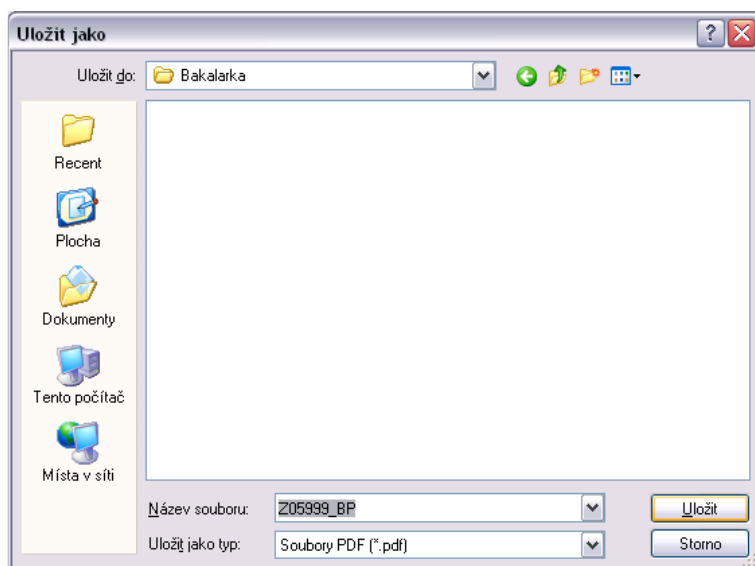 Uložit jako
Uložit do: Bakalarka
Recent
Plocha
Dokumenty
Tento počítač
Místa v síti
Název souboru: Z05999_BP Uložit
Uložit jako typ: Soubory PDF (*.pdf) Storno